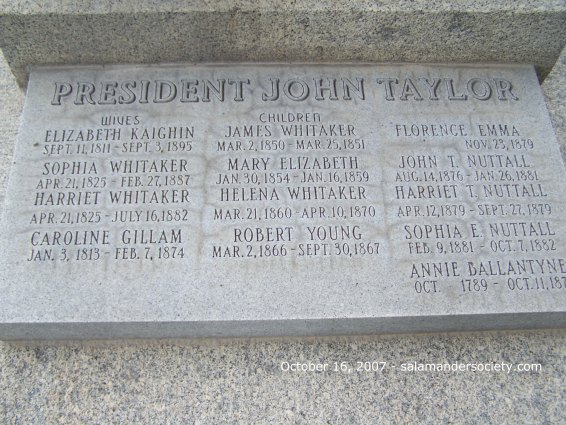 PRESIDENT JOHN TAYLOR
WIVES
ELIZABETH KAIGHIN
SEPT. 11, 1811 - SEPT. 3, 1895
SOPHIA WHITAKER
APR. 21, 1825 - FEB. 27, 1887
HARRIET WHITAKER
APR. 21, 1825 - JULY 16, 1882
CAROLINE GILLAM
JAN. 3, 1813 - FEB. 7, 1874
CHILDREN
JAMES WHITAKER
MAR. 2, 1850 - MAR. 25, 1851
MARY ELIZABETH
JAN. 30, 1854 - JAN. 16, 1859
HELENA WHITAKER
MAR. 21, 1860 - APR. 10, 1870
ROBERT YOUNG
MAR. 2, 1866 - SEPT. 30, 1867
FLORENCE EMMA
NOV. 23, 1879
JOHN T. NUTTALL
AUG. 14, 1876 - JAN. 26, 1881
HARRIET T. NUTTALL
APR. 12, 1879 - SEPT. 27, 1879
SOPHIA E. NUTTALL
FEB. 9, 1881 - OCT. 7, 1882
ANNIE BALLANTYNE
OCT. 1789 - OCT. 11, 187
October 16, 2007 - salamandersociety.com